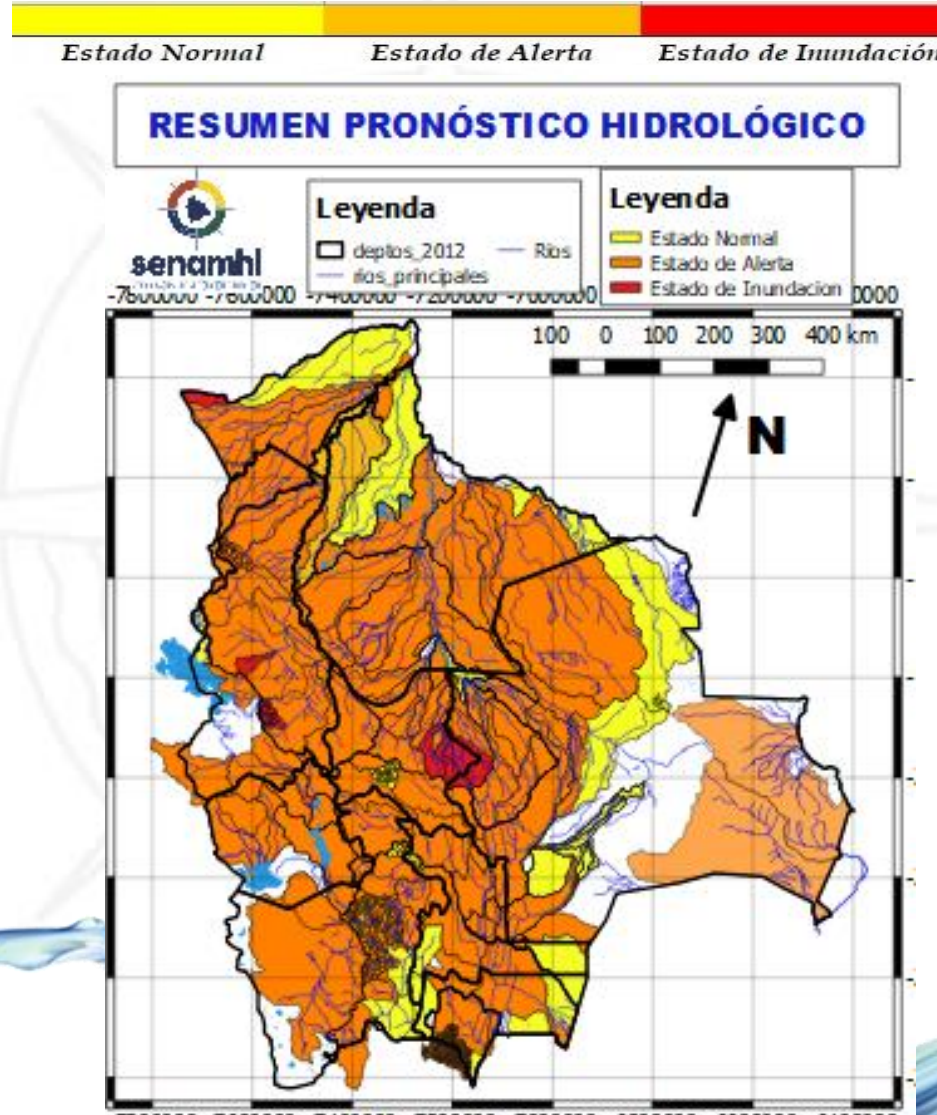 Estado Normal Estado de Alerta Estado de Inundación
RESUMEN PRONÓSTICO HIDROLÓGICO
senamhi
Leyenda
deptos_2012 Rios
rios_principales
Leyenda
Estado Normal
Estado de Alerta
Estado de Inundacion
-7800000 -7600000 -7400000 -7200000 -7000000 0000
100 0 100 200 300 400 km
N